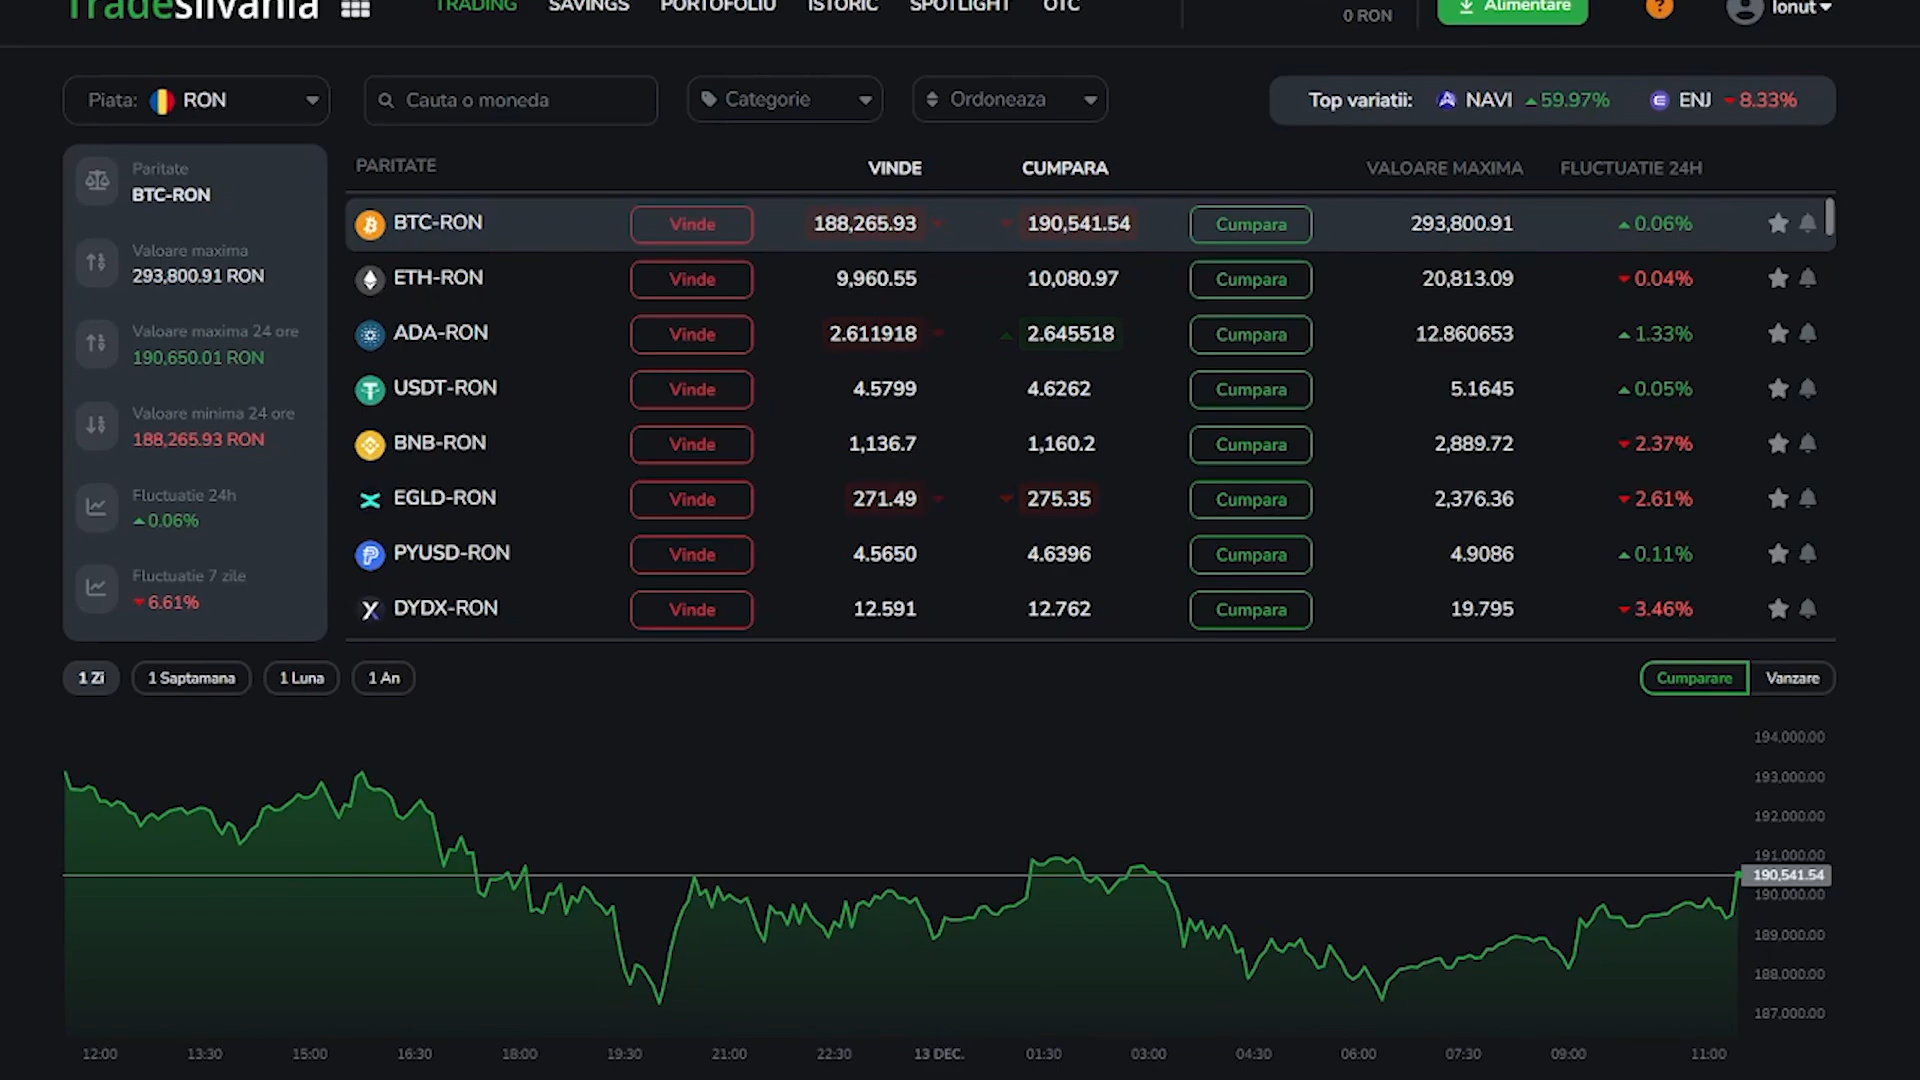 Tradesilvania TRADING SAVINGS PORTOFOLIU ISTORIC SPOTLIGHT OTC 0 RON Alimentare ? Ionut
Piata: RON Cauta o moneda Categorie Ordoneaza Top variatii: NAVI 59.97% ENJ 8.33%
Paritate
BTC-RON
Valoare maxima
293,800.91 RON
Valoare maxima 24 ore
190,650.01 RON
Valoare minima 24 ore
188,265.93 RON
Fluctuatie 24h
0.06%
Fluctuatie 7 zile
6.61%
PARITATE VINDE CUMPARA VALOARE MAXIMA FLUCTUATIE 24H
BTC-RON Vinde 188,265.93 190,541.54 Cumpara 293,800.91 0.06%
ETH-RON Vinde 9,960.55 10,080.97 Cumpara 20,813.09 0.04%
ADA-RON Vinde 2.611918 2.645518 Cumpara 12.860653 1.33%
USDT-RON Vinde 4.5799 4.6262 Cumpara 5.1645 0.05%
BNB-RON Vinde 1,136.7 1,160.2 Cumpara 2,889.72 2.37%
EGLD-RON Vinde 271.49 275.35 Cumpara 2,376.36 2.61%
PYUSD-RON Vinde 4.5650 4.6396 Cumpara 4.9086 0.11%
DYDX-RON Vinde 12.591 12.762 Cumpara 19.795 3.46%
1 Zi 1 Saptamana 1 Luna 1 An Cumparare Vanzare
194,000.00
193,000.00
192,000.00
191,000.00
190,541.54
190,000.00
189,000.00
188,000.00
187,000.00
12:00 13:30 15:00 16:30 18:00 19:30 21:00 22:30 13 DEC. 01:30 03:00 04:30 06:00 07:30 09:00 11:00